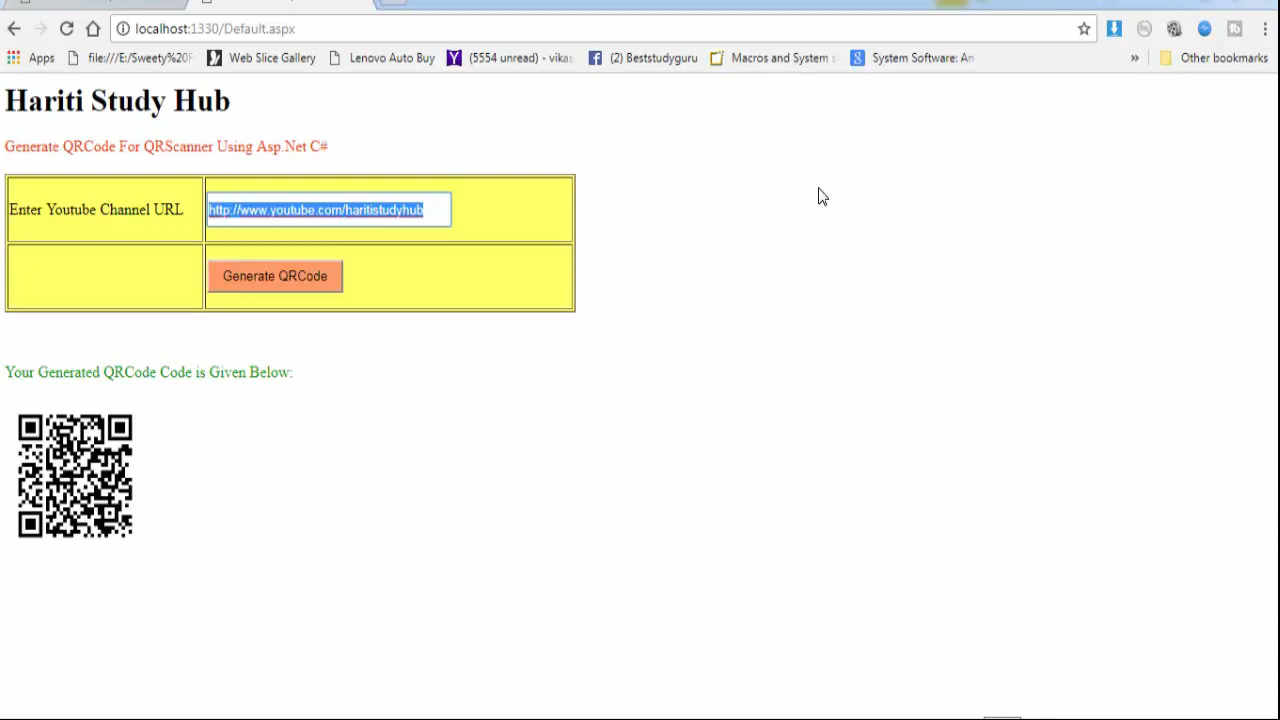 localhost:1330/Default.aspx
Apps file:///E:/Sweety%20F Web Slice Gallery Lenovo Auto Buy (5554 unread) - vikas (2) Beststudyguru Macros and System System Software: An » Other bookmarks
Hariti Study Hub
Generate QRCode For QRScanner Using Asp.Net C#
Enter Youtube Channel URL http://www.youtube.com/haritistudyhub
Generate QRCode
Your Generated QRCode Code is Given Below: